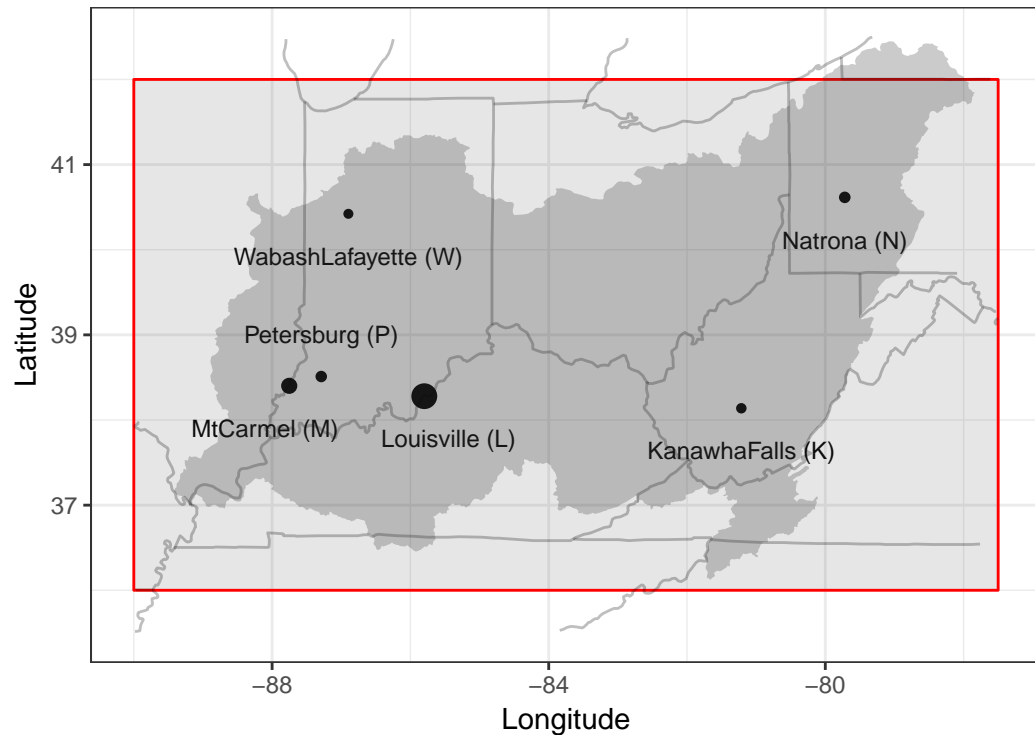 41
39
37
−88
−84
−80
Longitude
Latitude
WabashLafayette (W)
Natrona (N)
Petersburg (P)
MtCarmel (M)
Louisville (L)
KanawhaFalls (K)